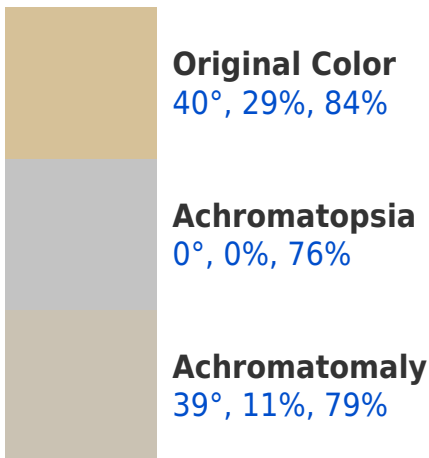 Original Color
40°, 29%, 84%
Achromatopsia
0°, 0%, 76%
Achromatomaly
39°, 11%, 79%